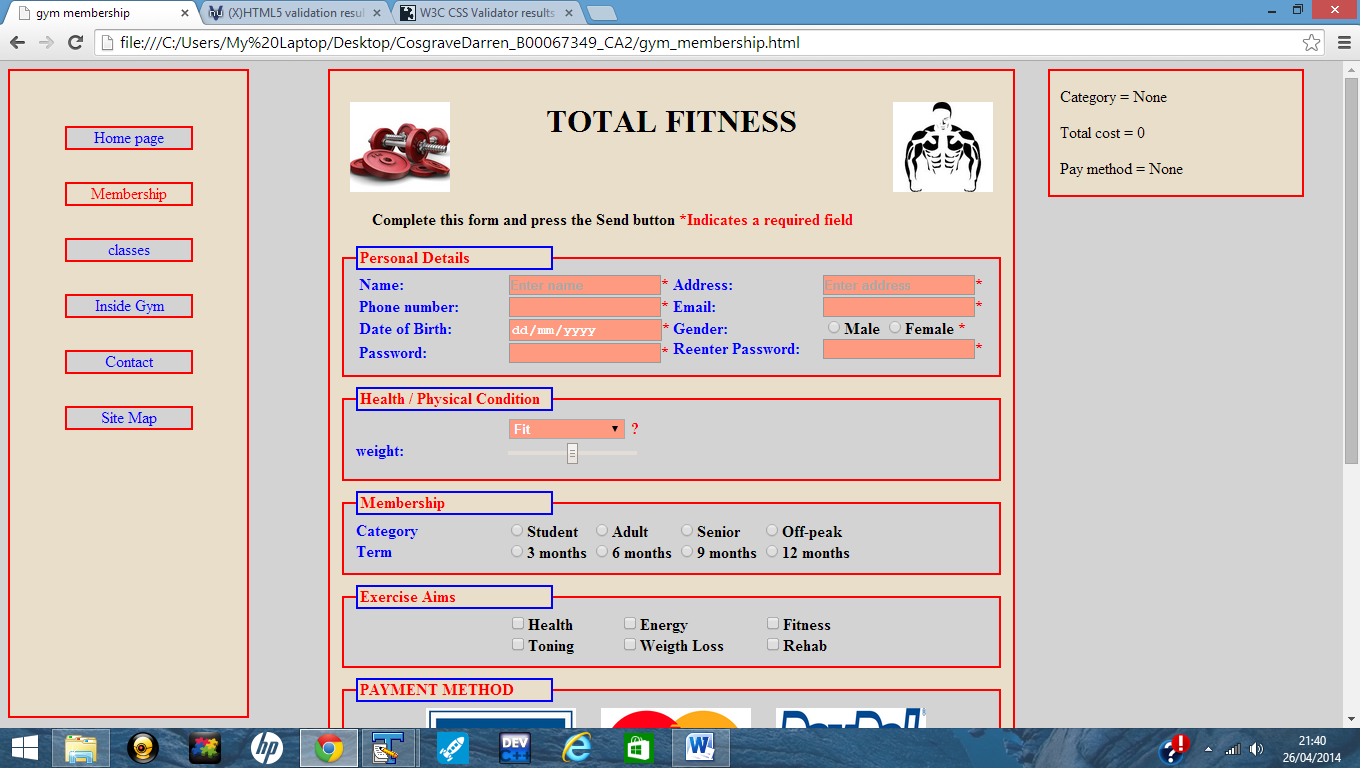 gym membership
(X)HTML5 validation resul
W3C CSS Validator results
file:///C:/Users/My%20Laptop/Desktop/CosgraveDarren_B00067349_CA2/gym_membership.html
Home page
Membership
classes
Inside Gym
Contact
Site Map
TOTAL FITNESS
Complete this form and press the Send button *Indicates a required field
Personal Details
Name: Enter name * Address: Enter address *
Phone number: * Email: *
Date of Birth: dd/mm/yyyy * Gender: Male Female *
Password: * Reenter Password: *
Health / Physical Condition
Fit ?
weight:
Membership
Category Student Adult Senior Off-peak
Term 3 months 6 months 9 months 12 months
Exercise Aims
Health Energy Fitness
Toning Weigth Loss Rehab
PAYMENT METHOD
Category = None
Total cost = 0
Pay method = None
hp
DEV
21:40
26/04/2014